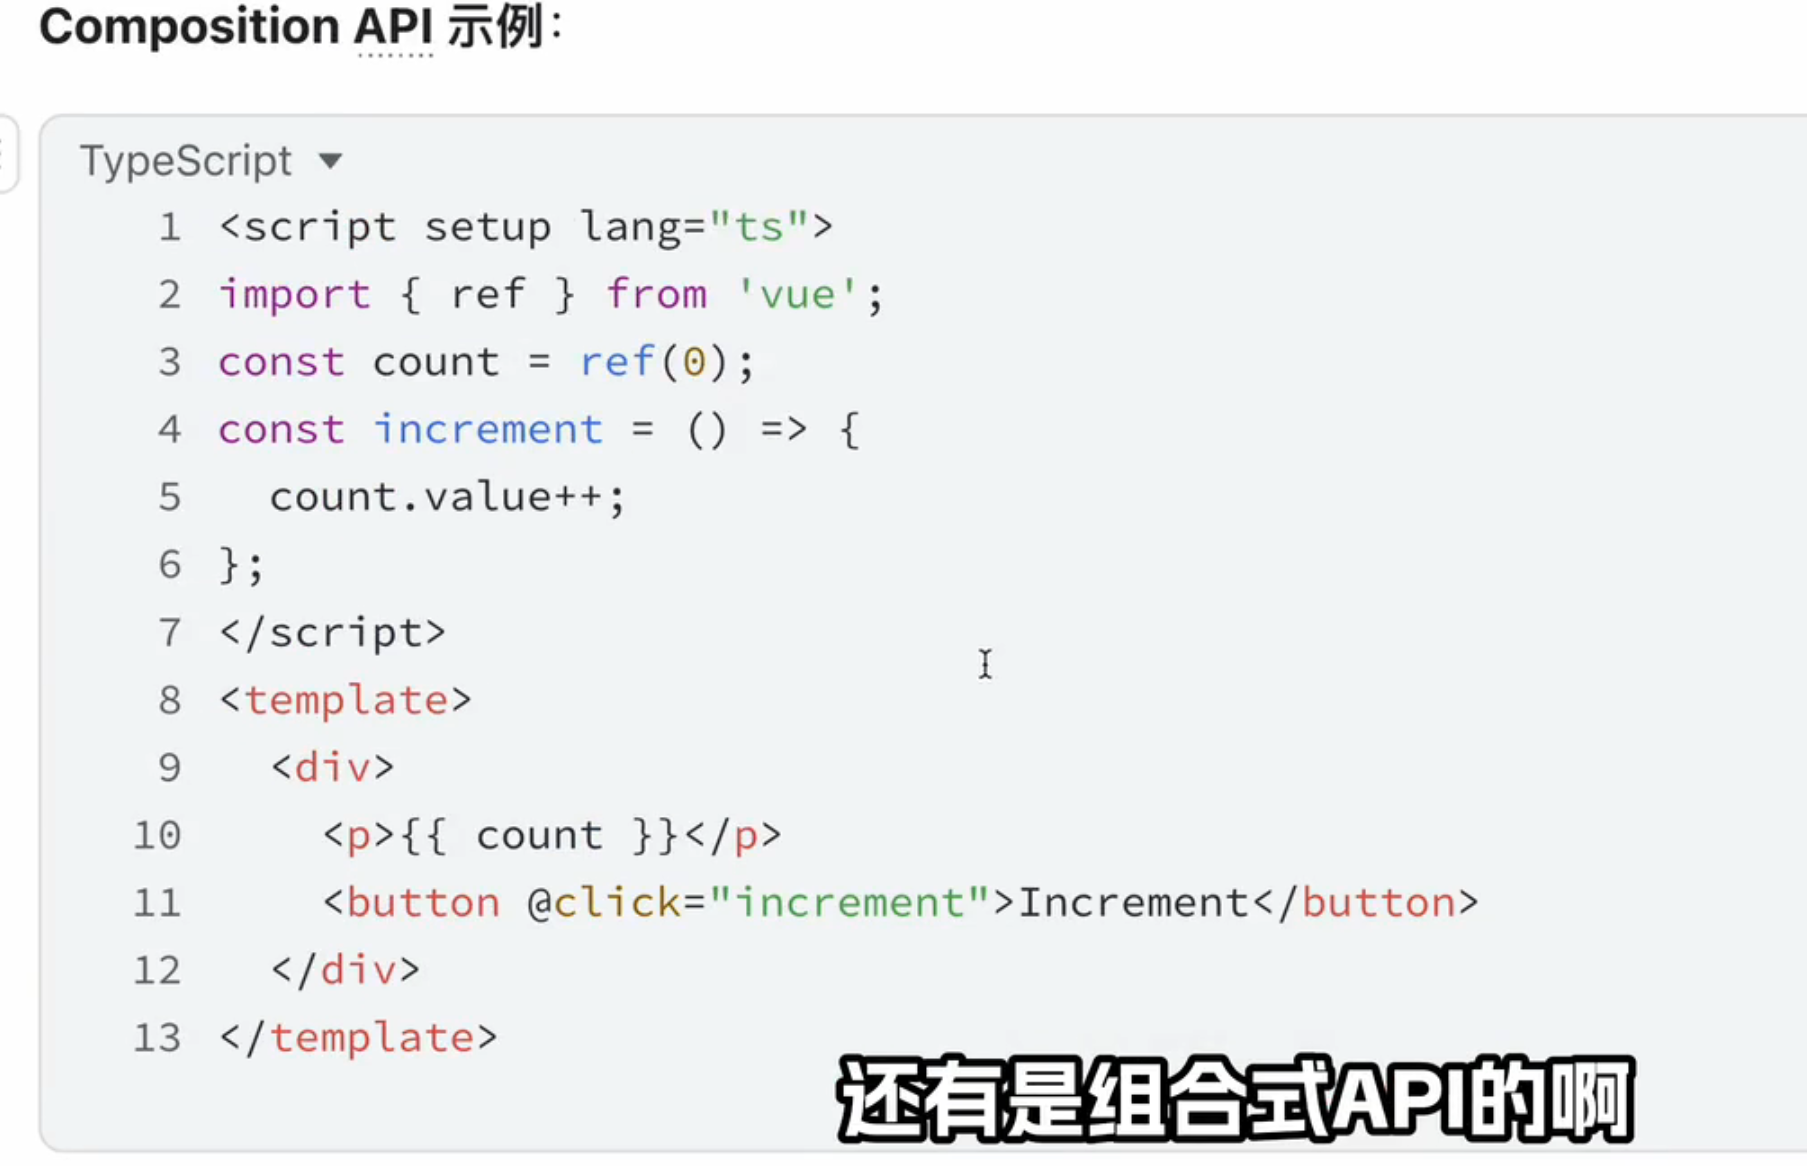 Composition API 示例：
TypeScript
1 <script setup lang="ts">
2 import { ref } from 'vue';
3 const count = ref(0);
4 const increment = () => {
5   count.value++;
6 };
7 </script>
8 <template>
9   <div>
10     <p>{{ count }}</p>
11     <button @click="increment">Increment</button>
12   </div>
13 </template>
还有是组合式API的啊